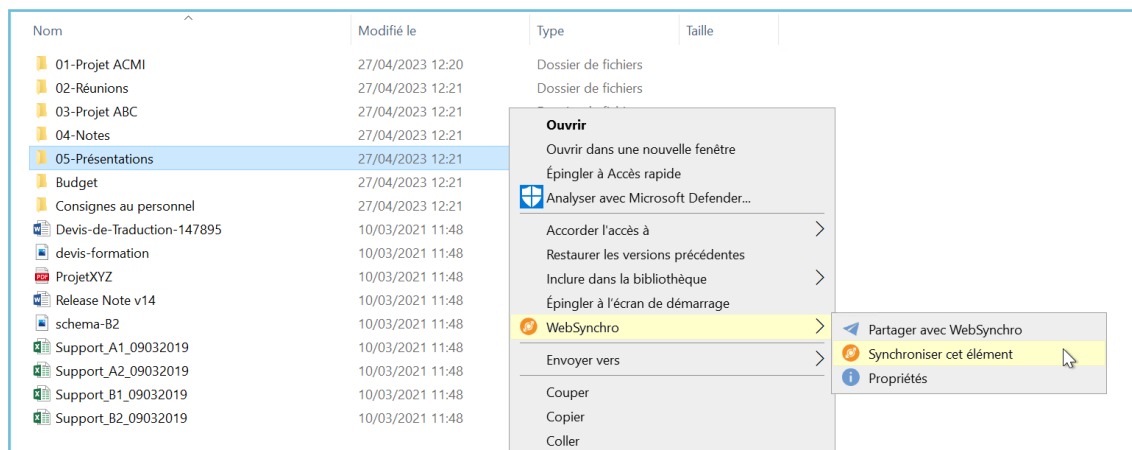 Nom Modifié le Type Taille
01-Projet ACMI 27/04/2023 12:20 Dossier de fichiers
02-Réunions 27/04/2023 12:21 Dossier de fichiers
03-Projet ABC 27/04/2023 12:21
04-Notes 27/04/2023 12:21
05-Présentations 27/04/2023 12:21
Budget 27/04/2023 12:21
Consignes au personnel 27/04/2023 12:21
Devis-de-Traduction-147895 10/03/2021 11:48
devis-formation 10/03/2021 11:48
PDF ProjetXYZ 10/03/2021 11:48
Release Note v14 10/03/2021 11:48
schema-B2 10/03/2021 11:48
Support_A1_09032019 10/03/2021 11:48
Support_A2_09032019 10/03/2021 11:48
Support_B1_09032019 10/03/2021 11:48
Support_B2_09032019 10/03/2021 11:48
Ouvrir
Ouvrir dans une nouvelle fenêtre
Épingler à Accès rapide
Analyser avec Microsoft Defender...
Accorder l'accès à
Restaurer les versions précédentes
Inclure dans la bibliothèque
Épingler à l'écran de démarrage
WebSynchro
Envoyer vers
Couper
Copier
Coller
Partager avec WebSynchro
Synchroniser cet élément
Propriétés